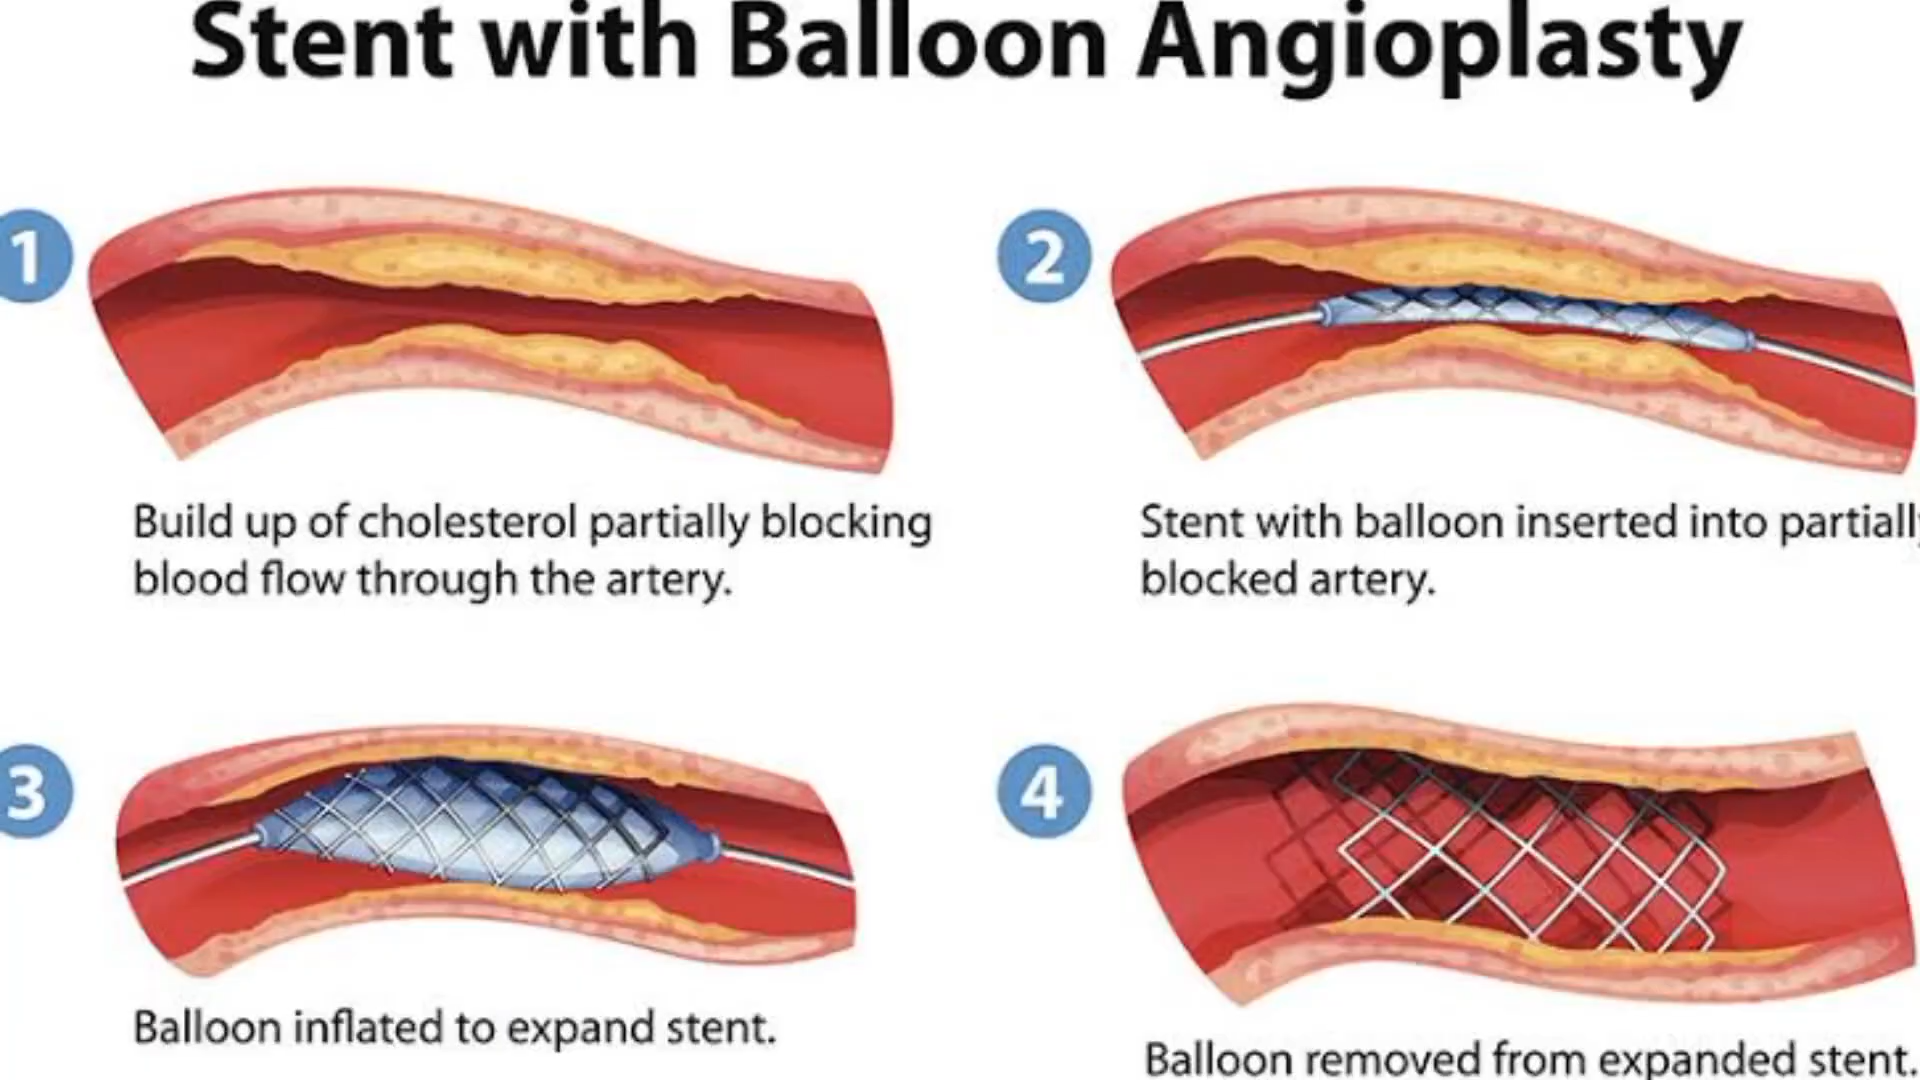 Stent with Balloon Angioplasty
1
Build up of cholesterol partially blocking
blood flow through the artery.
2
Stent with balloon inserted into partially
blocked artery.
3
Balloon inflated to expand stent.
4
Balloon removed from expanded stent.